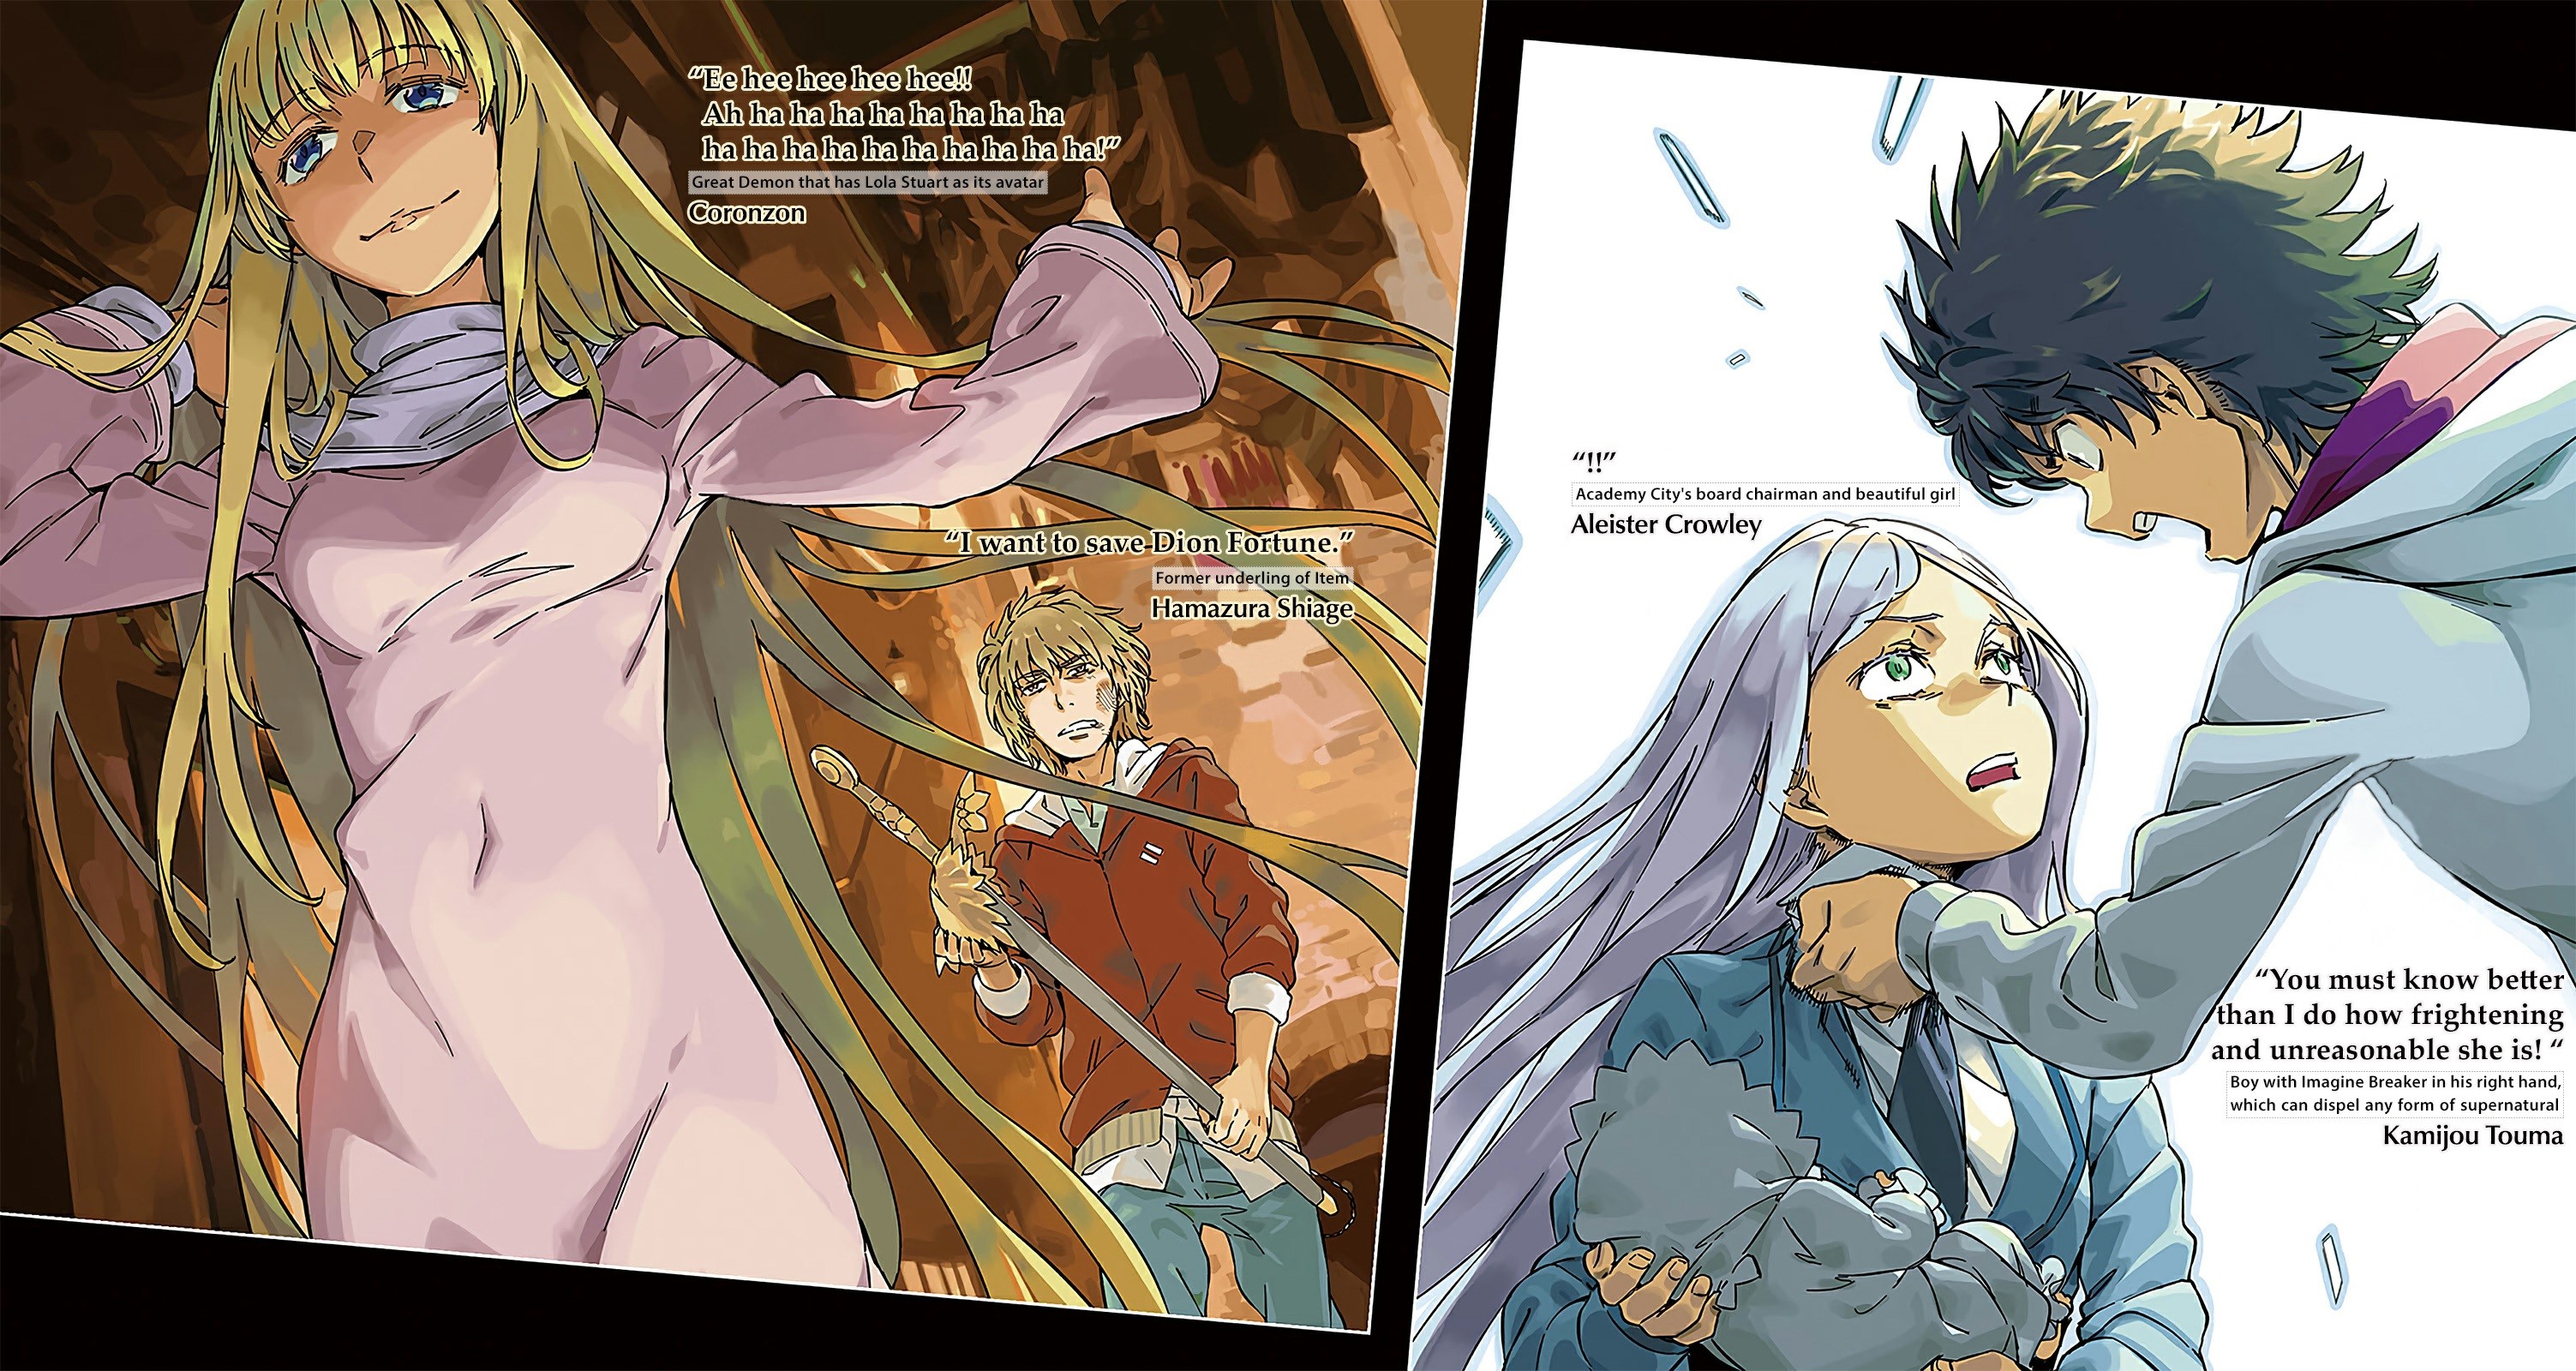 “Ee hee hee hee hee!!
Ah ha ha ha ha ha ha ha ha
ha ha ha ha ha ha ha ha ha ha!”
Great Demon that has Lola Stuart as its avatar
Coronzon
“I want to save Dion Fortune.”
Former underling of Item
Hamazura Shiage
“!!”
Academy City's board chairman and beautiful girl
Aleister Crowley
“You must know better
than I do how frightening
and unreasonable she is! “
Boy with Imagine Breaker in his right hand,
which can dispel any form of supernatural
Kamijou Touma